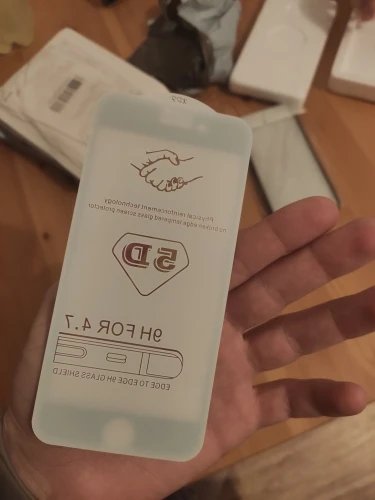 Physical reinforcement technology
no broken edge tempered glass screen protector
5D
9H FOR 4.7
EDGE TO EDGE 9H GLASS SHIELD